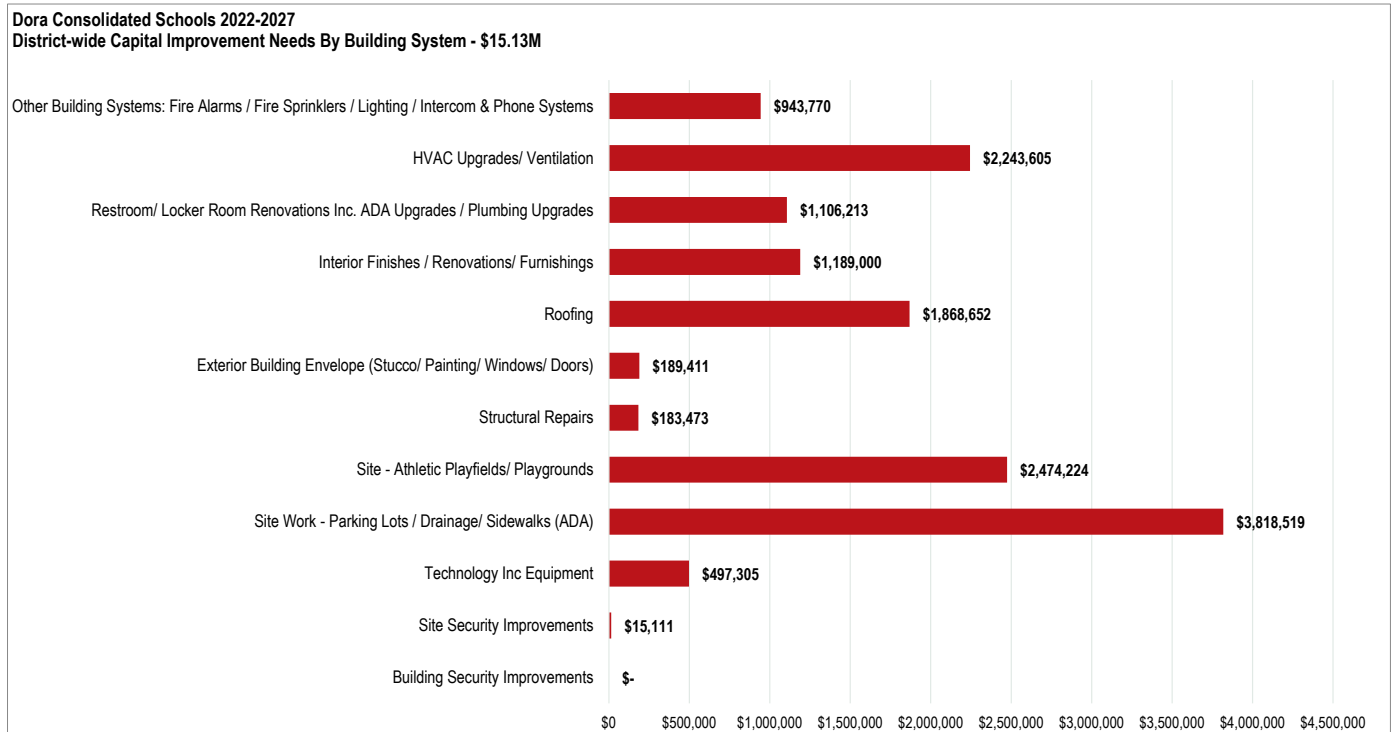 Dora Consolidated Schools 2022-2027
District-wide Capital Improvement Needs By Building System - $15.13M
Other Building Systems: Fire Alarms / Fire Sprinklers / Lighting / Intercom & Phone Systems $943,770
HVAC Upgrades/ Ventilation $2,243,605
Restroom/ Locker Room Renovations Inc. ADA Upgrades / Plumbing Upgrades $1,106,213
Interior Finishes / Renovations/ Furnishings $1,189,000
Roofing $1,868,652
Exterior Building Envelope (Stucco/ Painting/ Windows/ Doors) $189,411
Structural Repairs $183,473
Site - Athletic Playfields/ Playgrounds $2,474,224
Site Work - Parking Lots / Drainage/ Sidewalks (ADA) $3,818,519
Technology Inc Equipment $497,305
Site Security Improvements $15,111
Building Security Improvements $-
$0 $500,000 $1,000,000 $1,500,000 $2,000,000 $2,500,000 $3,000,000 $3,500,000 $4,000,000 $4,500,000